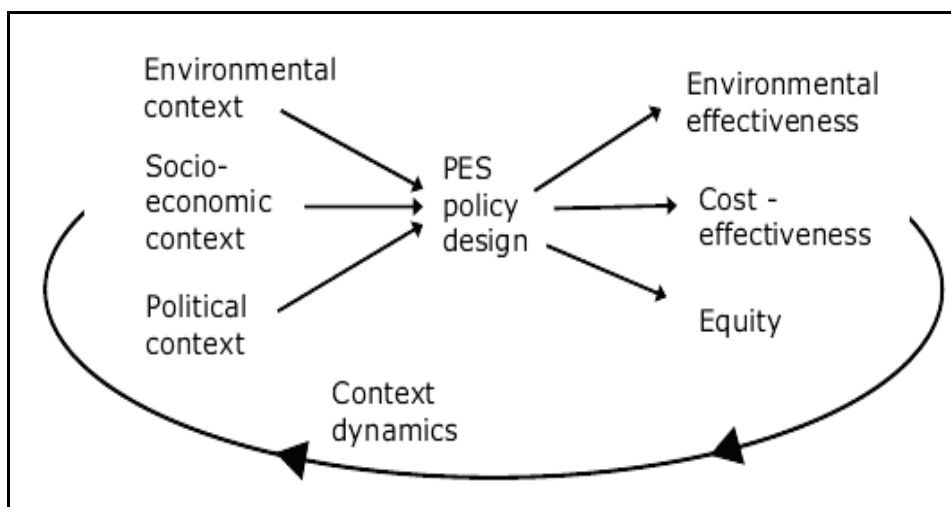 Environmental
context
Socio-
economic
context
Political
context
PES
policy
design
Environmental
effectiveness
Cost -
effectiveness
Equity
Context
dynamics